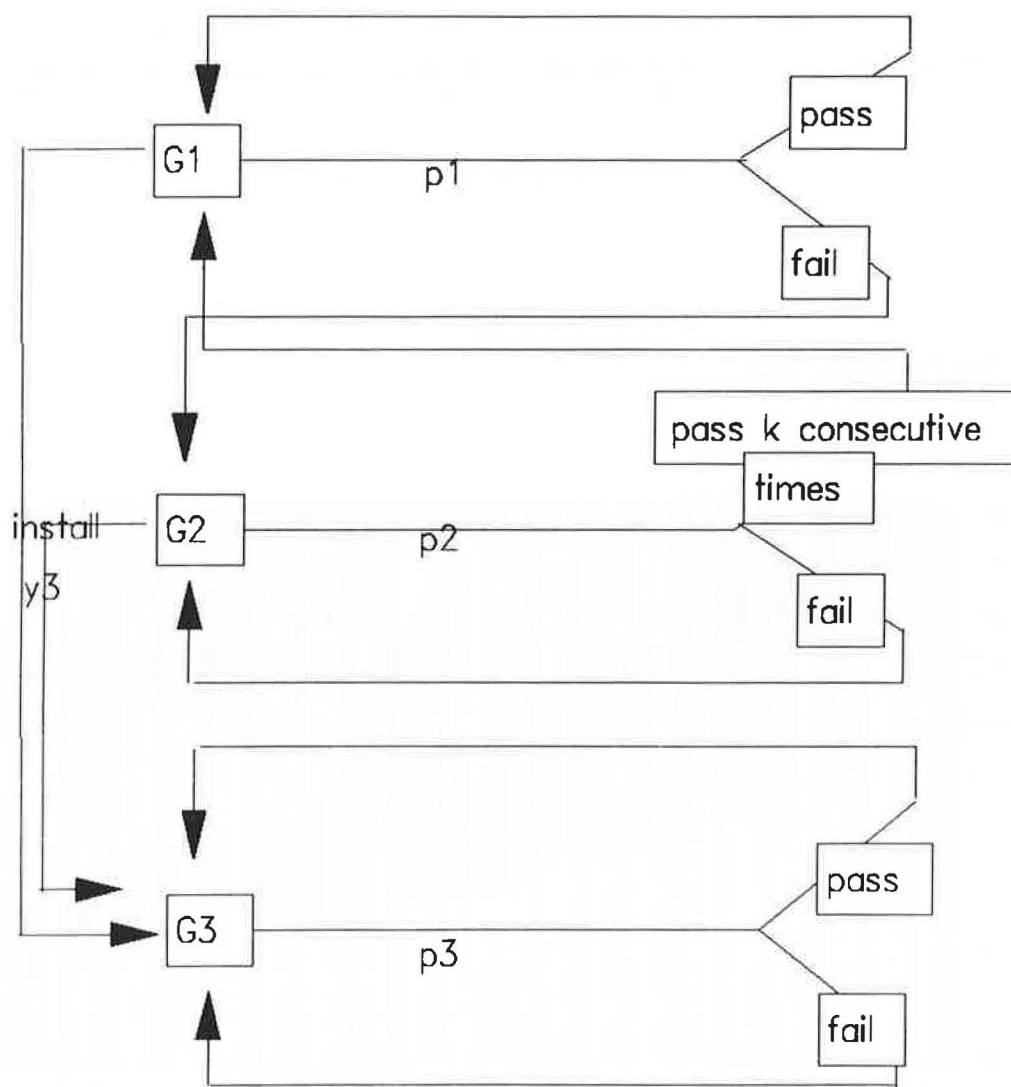 pass
G1
p1
fail
pass k consecutive
times
install
G2
p2
y3
fail
pass
G3
p3
fail